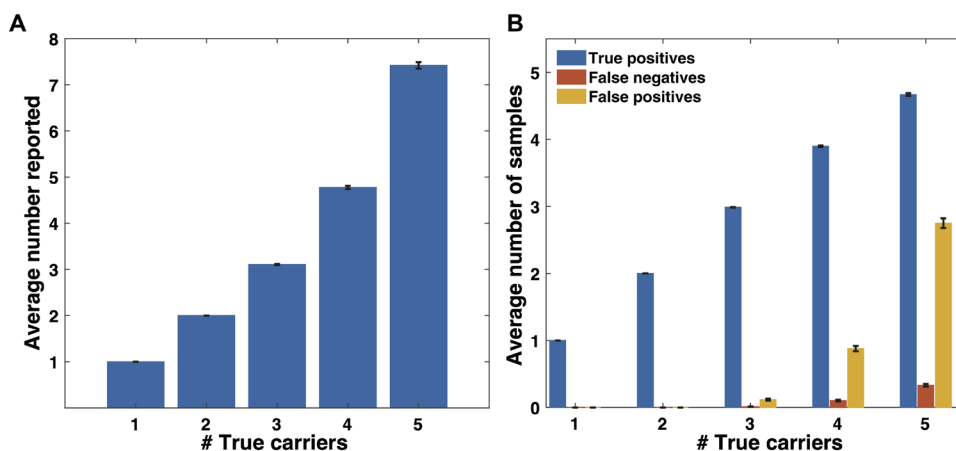 A
Average number reported
8
7
6
5
4
3
2
1
1 2 3 4 5
# True carriers
B
True positives
False negatives
False positives
Average number of samples
5
4
3
2
1
0
1 2 3 4 5
# True carriers